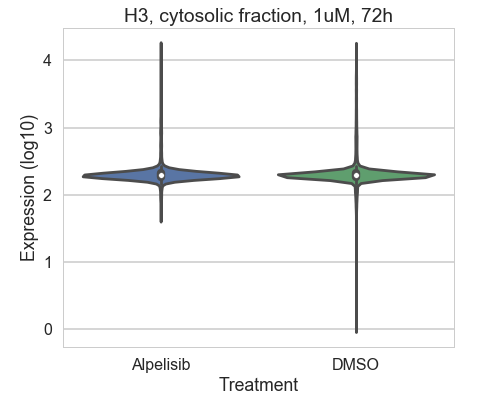 H3, cytosolic fraction, 1uM, 72h
Expression (log10)
4
3
2
1
0
Alpelisib
DMSO
Treatment